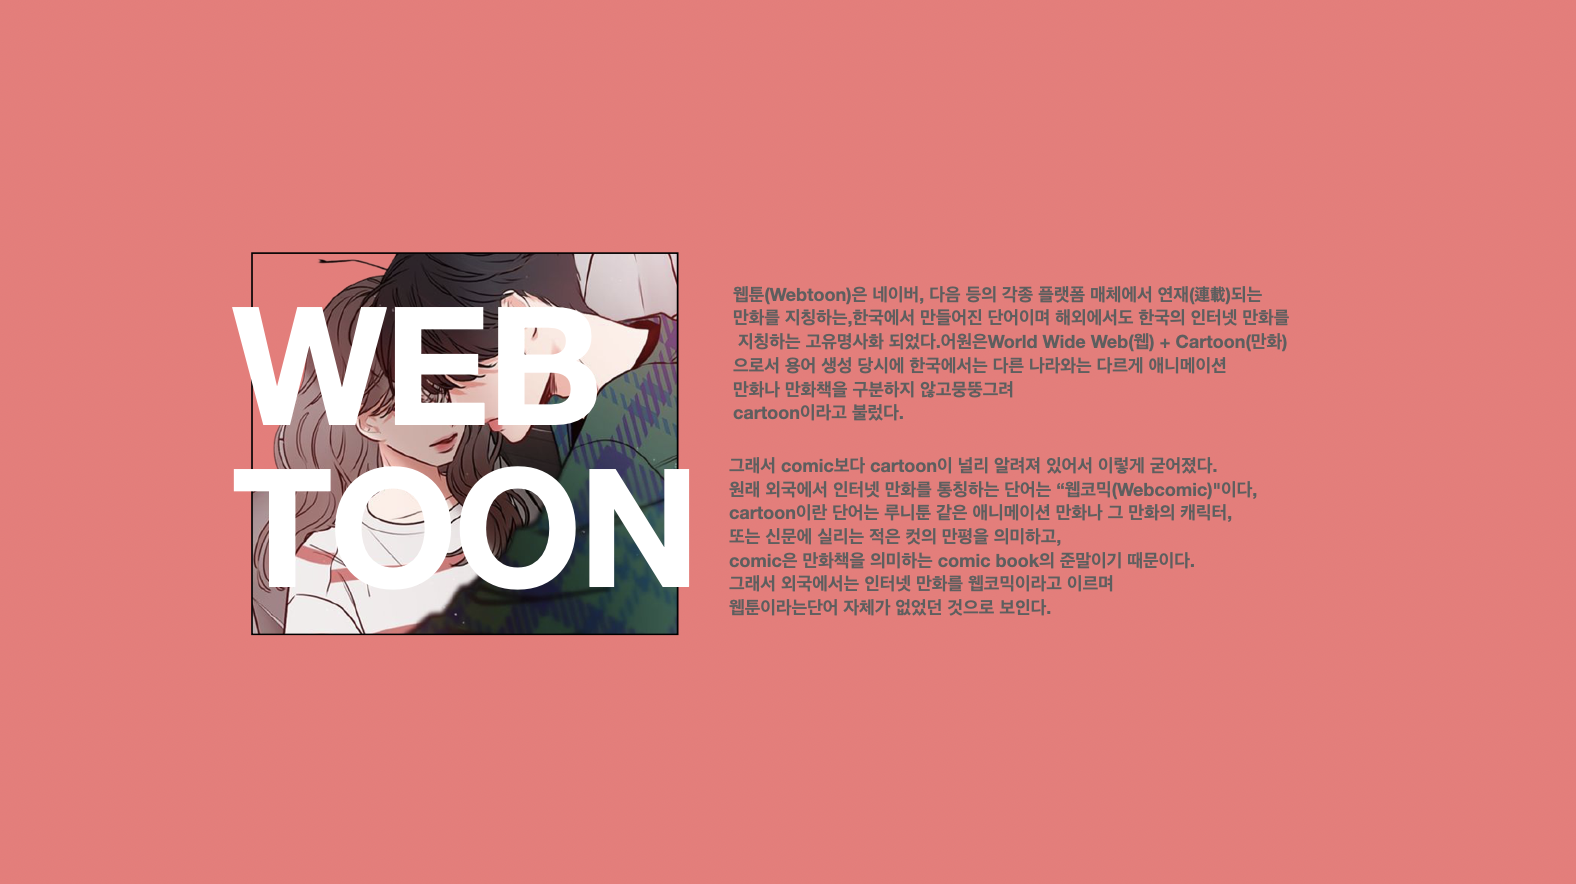 WEB
TOON
웹툰(Webtoon)은 네이버, 다음 등의 각종 플랫폼 매체에서 연재(連載)되는
만화를 지칭하는,한국에서 만들어진 단어이며 해외에서도 한국의 인터넷 만화를
지칭하는 고유명사화 되었다.어원은World Wide Web(웹) + Cartoon(만화)
으로서 용어 생성 당시에 한국에서는 다른 나라와는 다르게 애니메이션
만화나 만화책을 구분하지 않고뭉뚱그려
cartoon이라고 불렀다.
그래서 comic보다 cartoon이 널리 알려져 있어서 이렇게 굳어졌다.
원래 외국에서 인터넷 만화를 통칭하는 단어는 “웹코믹(Webcomic)"이다,
cartoon이란 단어는 루니툰 같은 애니메이션 만화나 그 만화의 캐릭터,
또는 신문에 실리는 적은 컷의 만평을 의미하고,
comic은 만화책을 의미하는 comic book의 준말이기 때문이다.
그래서 외국에서는 인터넷 만화를 웹코믹이라고 이르며
웹툰이라는단어 자체가 없었던 것으로 보인다.